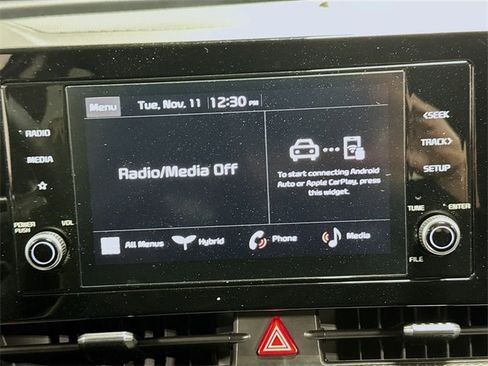 Menu Tue, Nov. 11 12:30 PM
RADIO
MEDIA
POWER PUSH VOL
Radio/Media Off
To start connecting Android
Auto or Apple CarPlay, press
this widget.
All Menus Hybrid Phone Media
<SEEK
TRACK>
SETUP
TUNE ENTER
FILE